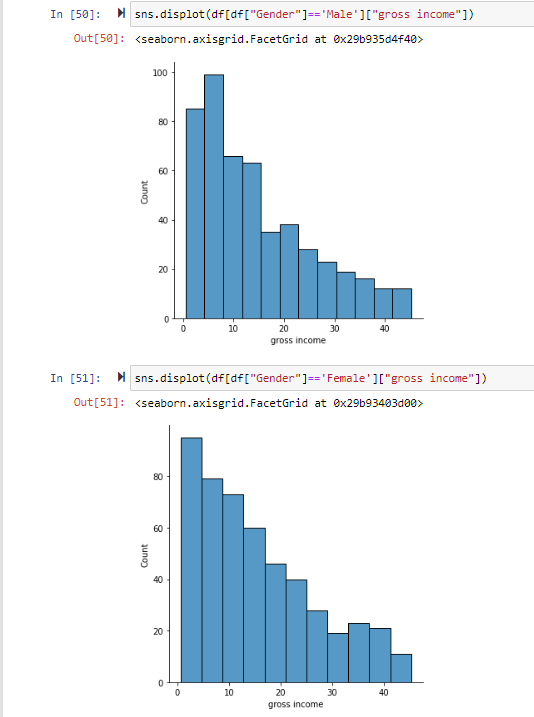 In [50]: sns.displot(df[df["Gender"]=='Male']["gross income"])
Out[50]: <seaborn.axisgrid.FacetGrid at 0x29b935d4f40>
100
80
60
40
20
0
Count
0 10 20 30 40
gross income
In [51]: sns.displot(df[df["Gender"]=='Female']["gross income"])
Out[51]: <seaborn.axisgrid.FacetGrid at 0x29b93403d00>
80
60
40
20
0
Count
0 10 20 30 40
gross income